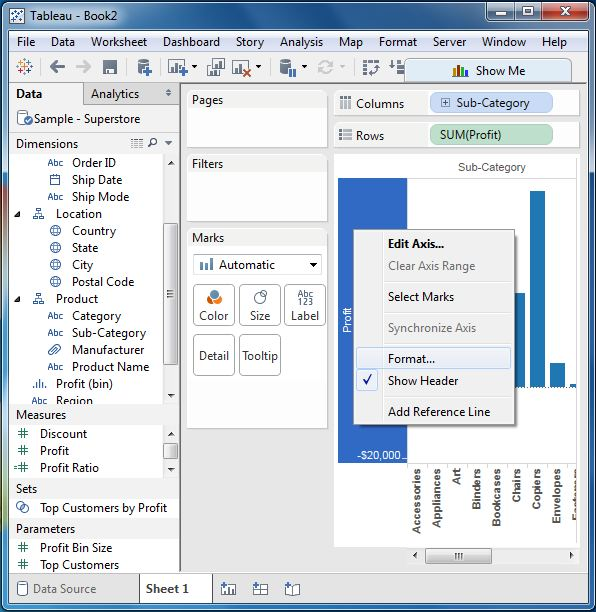 Tableau - Book2
File Data Worksheet Dashboard Story Analysis Map Format Server Window Help
Show Me
Data Analytics
Sample - Superstore
Dimensions
Abc Order ID
Ship Date
Abc Ship Mode
Location
Country
State
City
Postal Code
Product
Abc Category
Abc Sub-Category
Manufacturer
Abc Product Name
Profit (bin)
Abc Region
Measures
# Discount
# Profit
=# Profit Ratio
Sets
Top Customers by Profit
Parameters
# Profit Bin Size
# Top Customers
Pages
Filters
Marks
Automatic
Color
Size
Abc
123
Label
Detail
Tooltip
Columns
Sub-Category
Rows
SUM(Profit)
Sub-Category
Profit
-$20,000
Edit Axis...
Clear Axis Range
Select Marks
Synchronize Axis
Format...
Show Header
Add Reference Line
Accessories
Appliances
Art
Binders
Bookcases
Chairs
Copiers
Envelopes
Data Source
Sheet 1